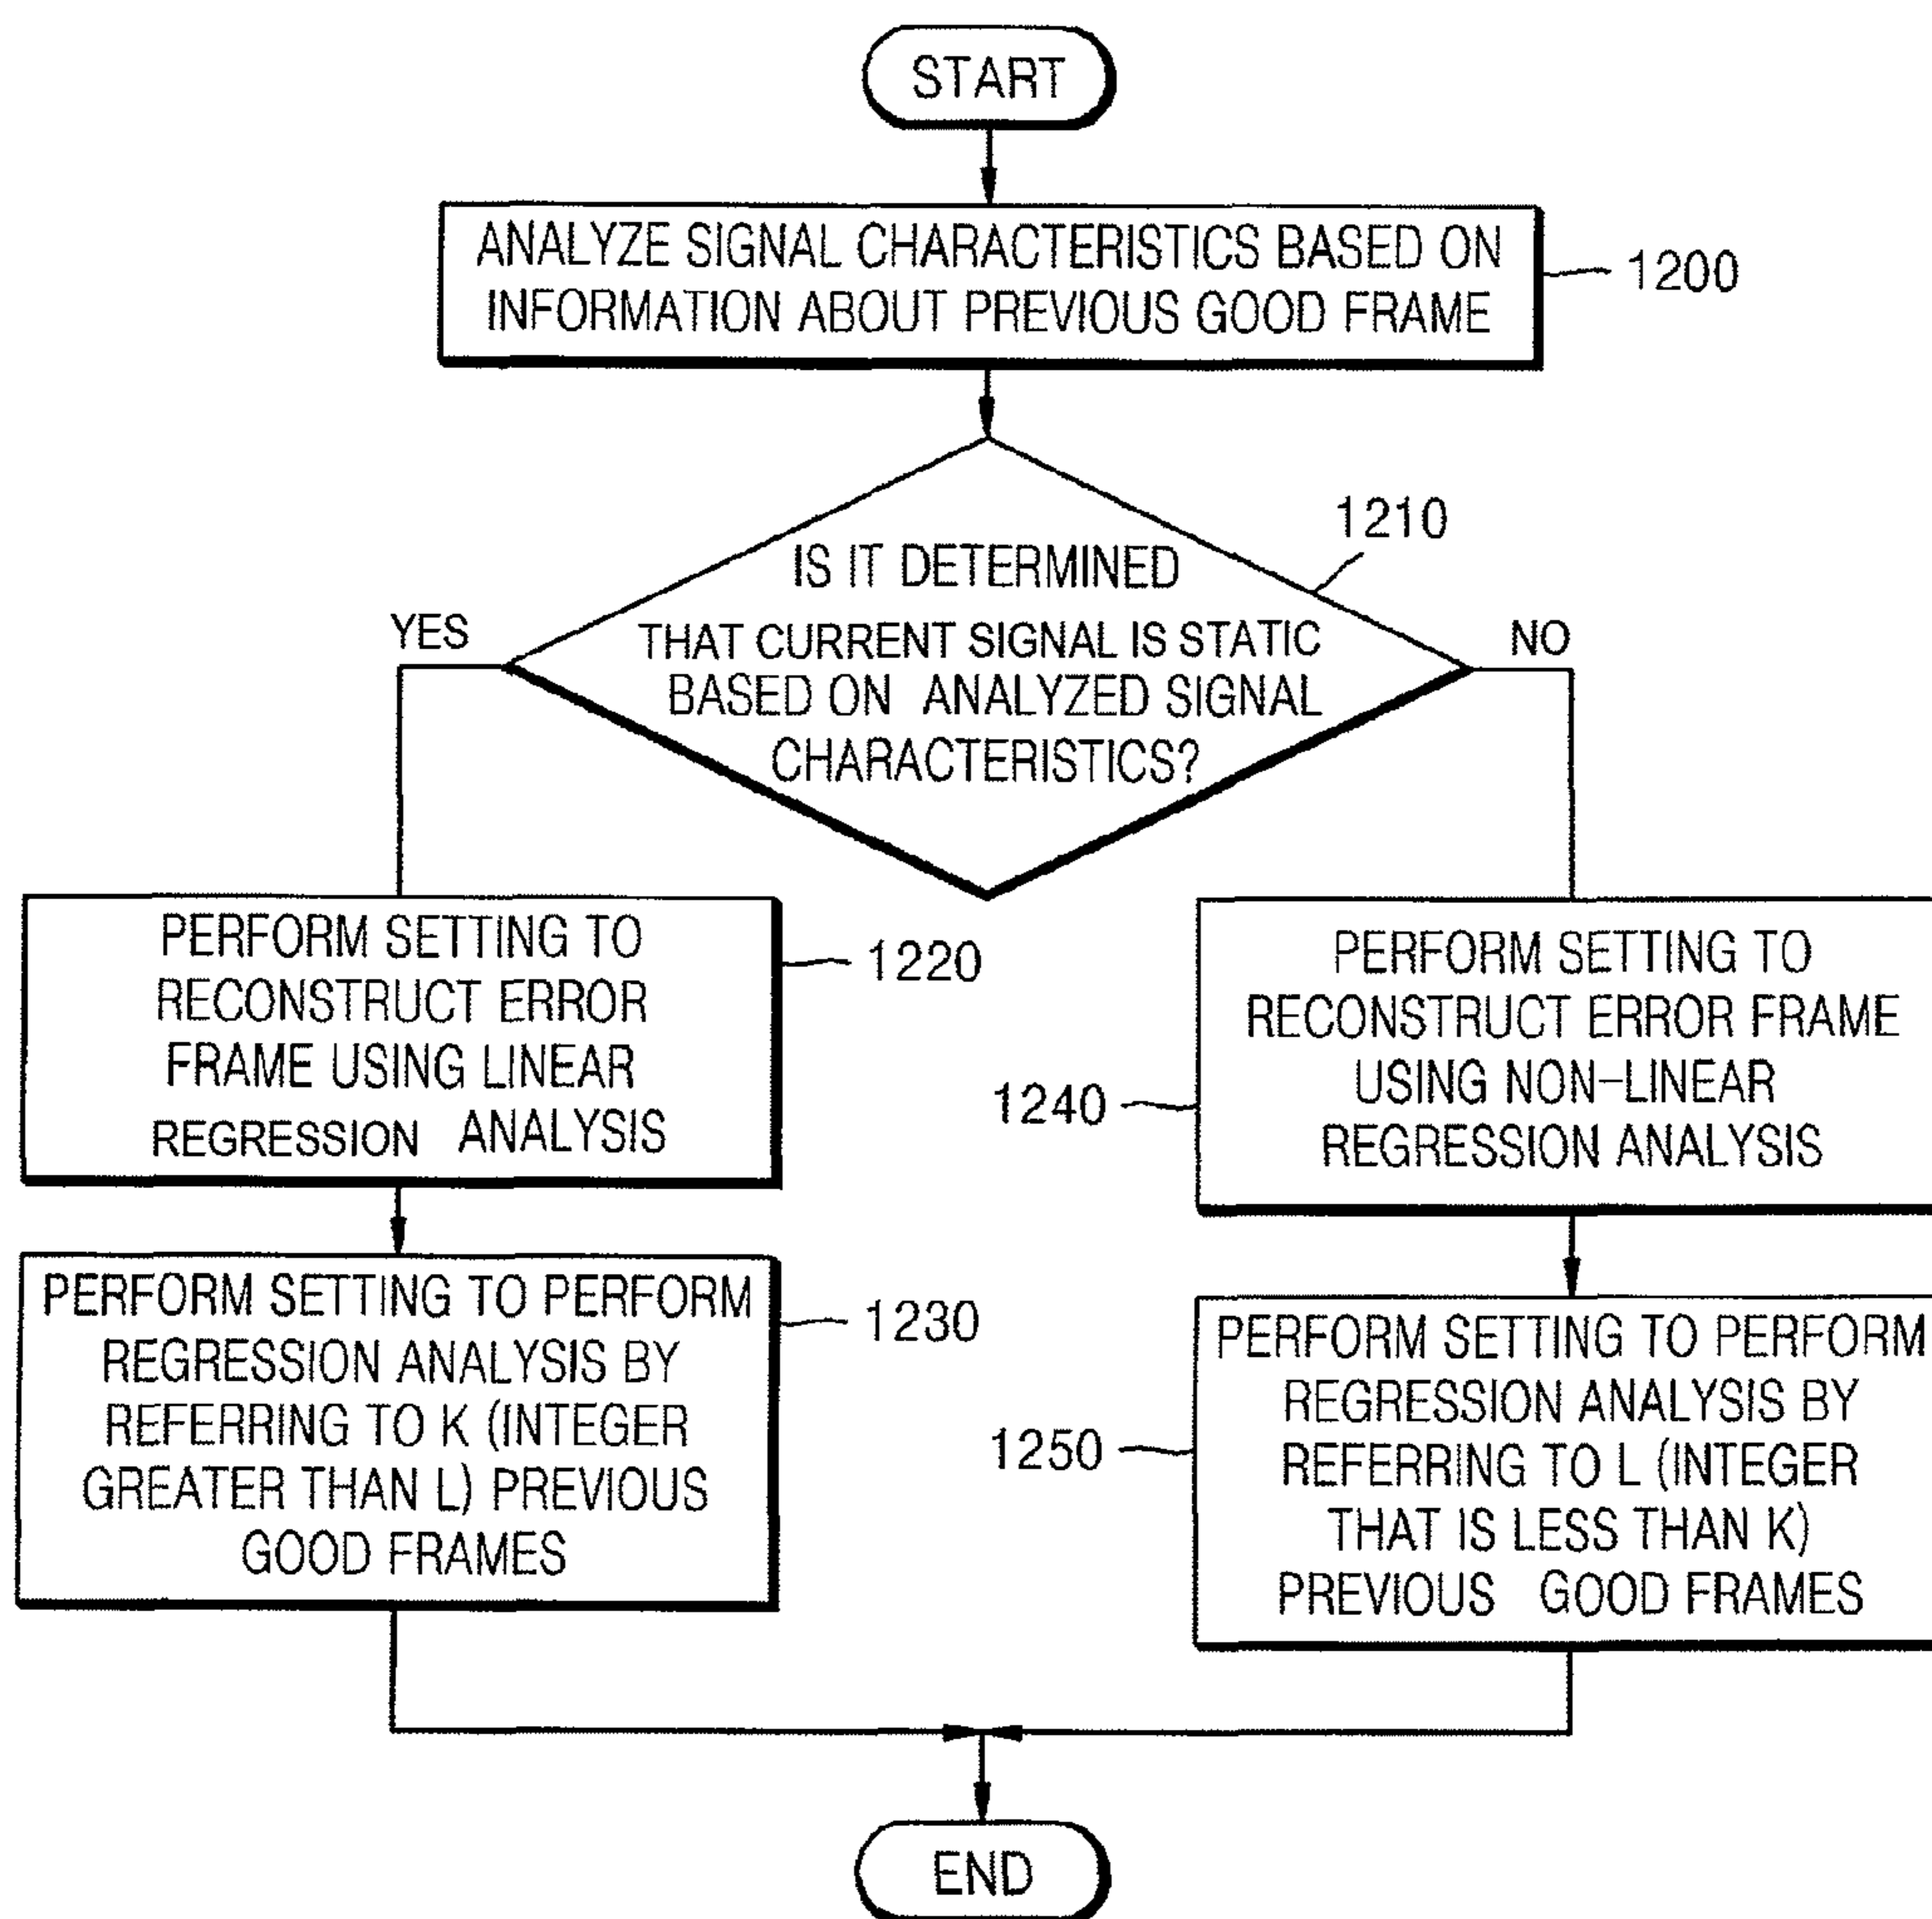 START
ANALYZE SIGNAL CHARACTERISTICS BASED ON
INFORMATION ABOUT PREVIOUS GOOD FRAME
1200
1210
IS IT DETERMINED
THAT CURRENT SIGNAL IS STATIC
BASED ON ANALYZED SIGNAL
CHARACTERISTICS?
YES
NO
PERFORM SETTING TO
RECONSTRUCT ERROR
FRAME USING LINEAR
REGRESSION ANALYSIS
1220
PERFORM SETTING TO PERFORM
REGRESSION ANALYSIS BY
REFERRING TO K (INTEGER
GREATER THAN L) PREVIOUS
GOOD FRAMES
1230
PERFORM SETTING TO
RECONSTRUCT ERROR FRAME
USING NON-LINEAR
REGRESSION ANALYSIS
1240
PERFORM SETTING TO PERFORM
REGRESSION ANALYSIS BY
REFERRING TO L (INTEGER
THAT IS LESS THAN K)
PREVIOUS GOOD FRAMES
1250
END